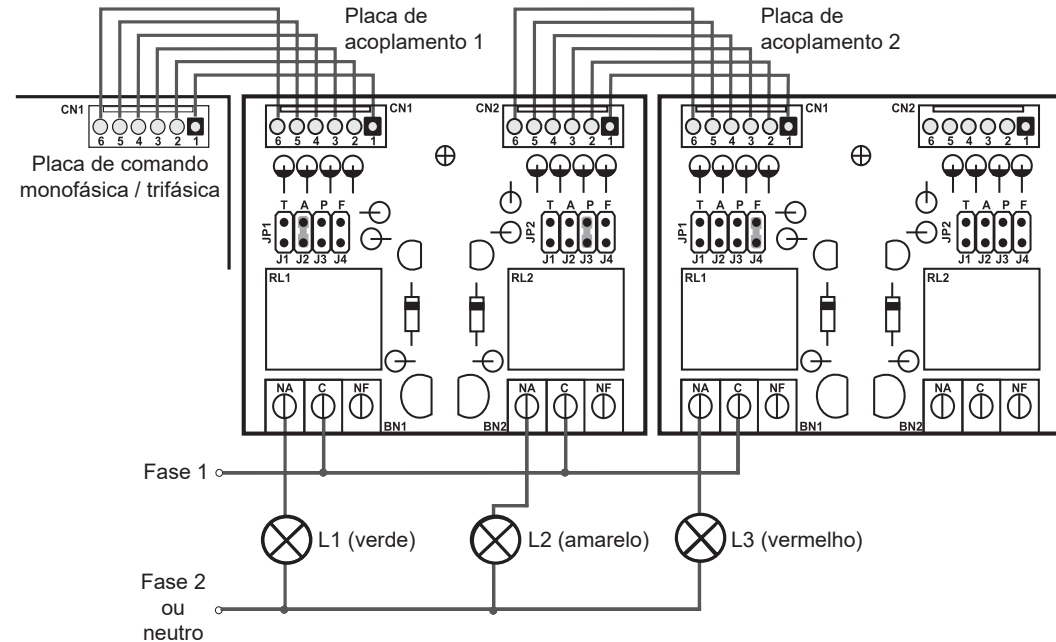 Placa de
acoplamento 1
Placa de
acoplamento 2
CN1
6 5 4 3 2 1
Placa de comando
monofásica / trifásica
CN1
6 5 4 3 2 1
CN2
6 5 4 3 2 1
CN1
6 5 4 3 2 1
CN2
6 5 4 3 2 1
T A P F
JP1
J1 J2 J3 J4
T A P F
JP2
J1 J2 J3 J4
T A P F
JP1
J1 J2 J3 J4
T A P F
JP2
J1 J2 J3 J4
RL1
RL2
RL1
RL2
NA C NF
BN1
NA C NF
BN2
NA C NF
BN1
NA C NF
BN2
Fase 1
L1 (verde)
L2 (amarelo)
L3 (vermelho)
Fase 2
ou
neutro